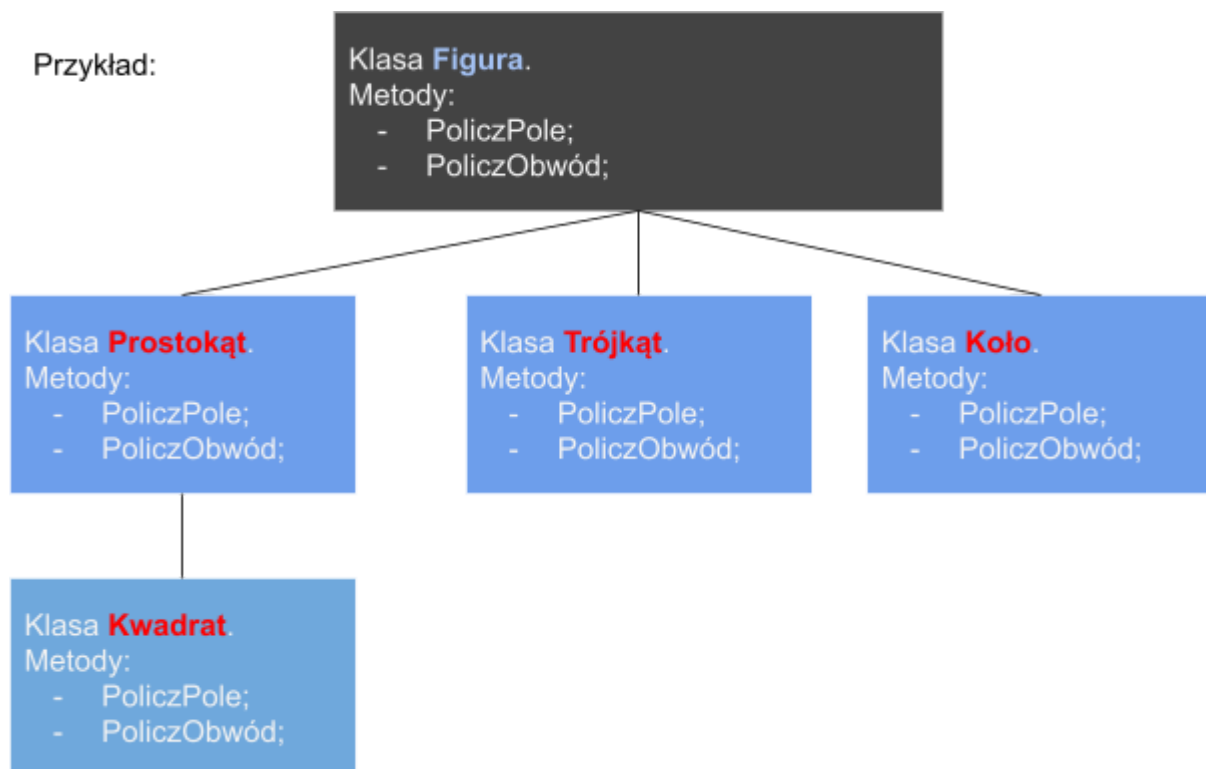 Przykład:
Klasa Figura.
Metody:
- PoliczPole;
- PoliczObwód;
Klasa Prostokąt.
Metody:
- PoliczPole;
- PoliczObwód;
Klasa Trójkąt.
Metody:
- PoliczPole;
- PoliczObwód;
Klasa Koło.
Metody:
- PoliczPole;
- PoliczObwód;
Klasa Kwadrat.
Metody:
- PoliczPole;
- PoliczObwód;